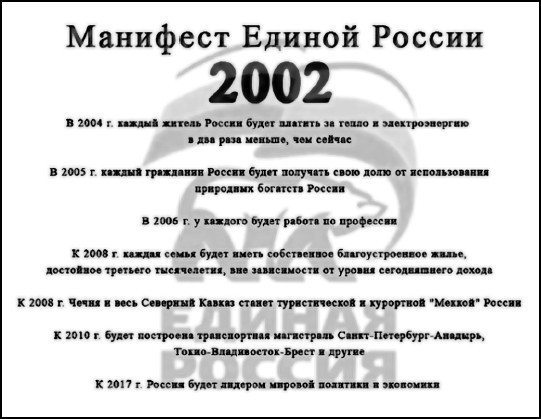 Манифест Единой России
2002
В 2004 г. каждый житель России будет платить за тепло и электроэнергию
в два раза меньше, чем сейчас
В 2005 г. каждый гражданин России будет получать свою долю от использования
природных богатств России
В 2006 г. у каждого будет работа по профессии
К 2008 г. каждая семья будет иметь собственное благоустроенное жилье,
достойное третьего тысячелетия, вне зависимости от уровня сегодняшнего дохода
К 2008 г. Чечня и весь Северный Кавказ станет туристической и курортной "Меккой" России
К 2010 г. будет построена транспортная магистраль Санкт-Петербург-Анадырь,
Токио-Владивосток-Брест и другие
К 2017 г. Россия будет лидером мировой политики и экономики
ЕДИНАЯ
РОССИЯ